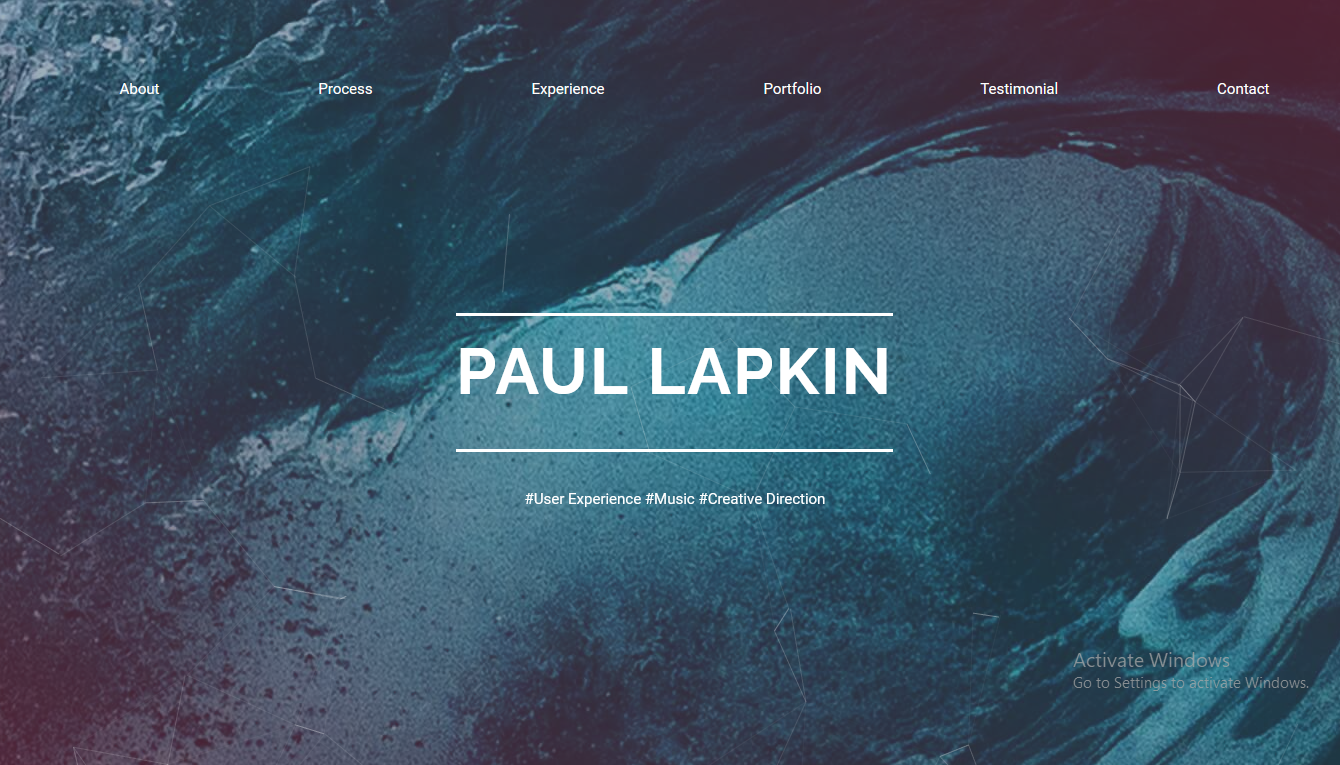 About Process Experience Portfolio Testimonial Contact
PAUL LAPKIN
#User Experience #Music #Creative Direction
Activate Windows
Go to Settings to activate Windows.